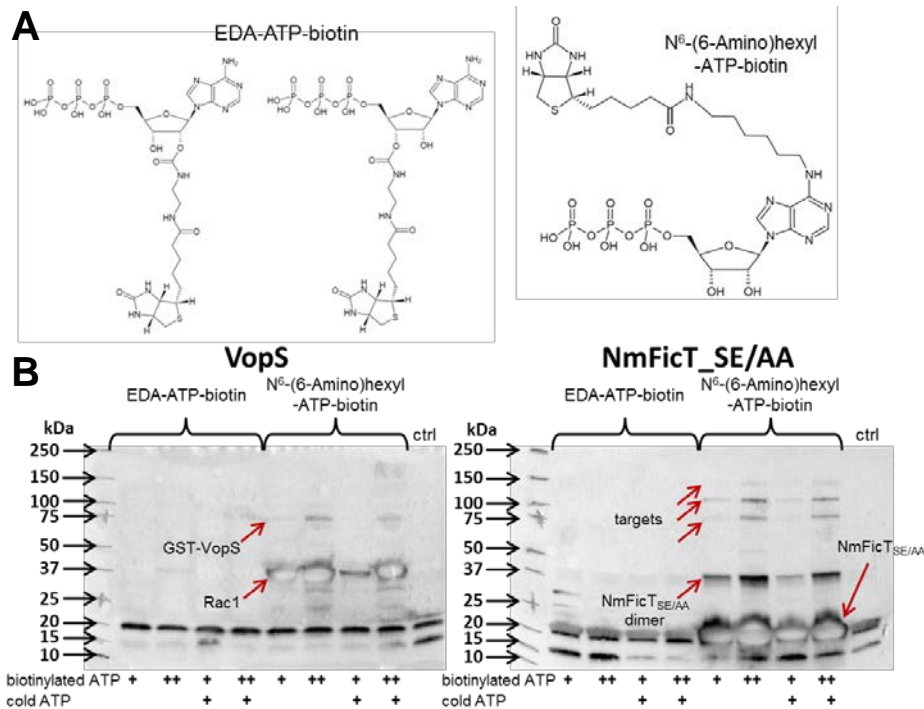 A
EDA-ATP-biotin
N⁶-(6-Amino)hexyl
-ATP-biotin
B
VopS
NmFicT_SE/AA
EDA-ATP-biotin
N⁶-(6-Amino)hexyl
-ATP-biotin
ctrl
kDa
250
150
100
75
50
37
25
20
15
10
GST-VopS
Rac1
biotinylated ATP + ++ + ++ + ++ + ++
cold ATP + + + +
EDA-ATP-biotin
N⁶-(6-Amino)hexyl
-ATP-biotin
ctrl
kDa
250
150
100
75
50
37
25
20
15
10
targets
NmFicT_SE/AA
NmFicT_SE/AA
dimer
biotinylated ATP + ++ + ++ + ++ + ++
cold ATP + + + +